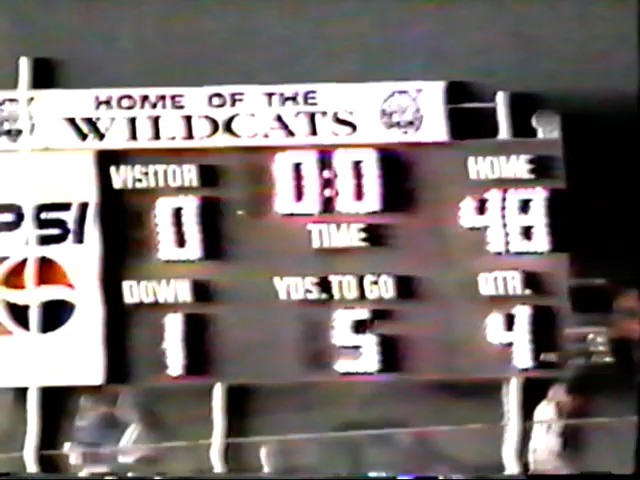 HOME OF THE
WILDCATS
PSI
VISITOR 0:0 HOME
0 TIME 48
DOWN YDS. TO GO QTR.
1 5 4